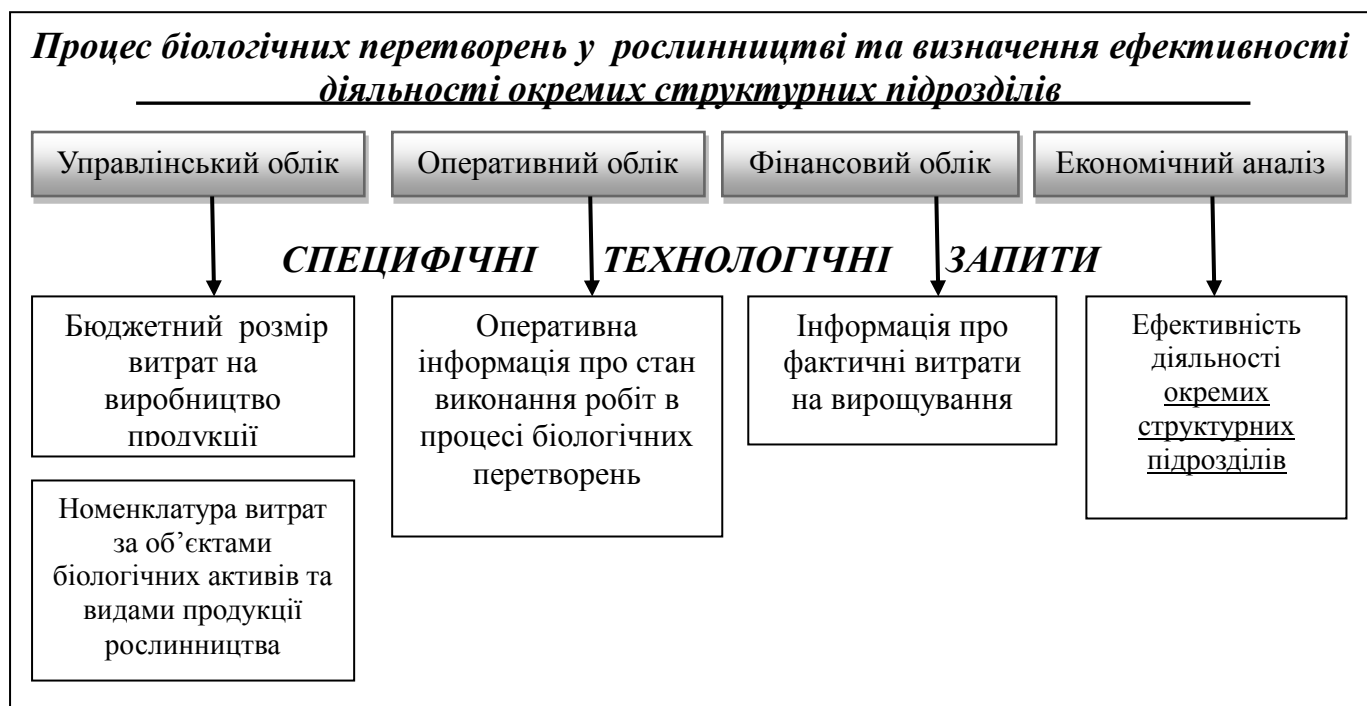 Процес біологічних перетворень у рослинництві та визначення ефективності
діяльності окремих структурних підрозділів
Управлінський облік
Оперативний облік
Фінансовий облік
Економічний аналіз
СПЕЦИФІЧНІ ТЕХНОЛОГІЧНІ ЗАПИТИ
Бюджетний розмір
витрат на
виробництво
продукції
Номенклатура витрат
за об’єктами
біологічних активів та
видами продукції
рослинництва
Оперативна
інформація про стан
виконання робіт в
процесі біологічних
перетворень
Інформація про
фактичні витрати
на вирощування
Ефективність
діяльності
окремих
структурних
підрозділів